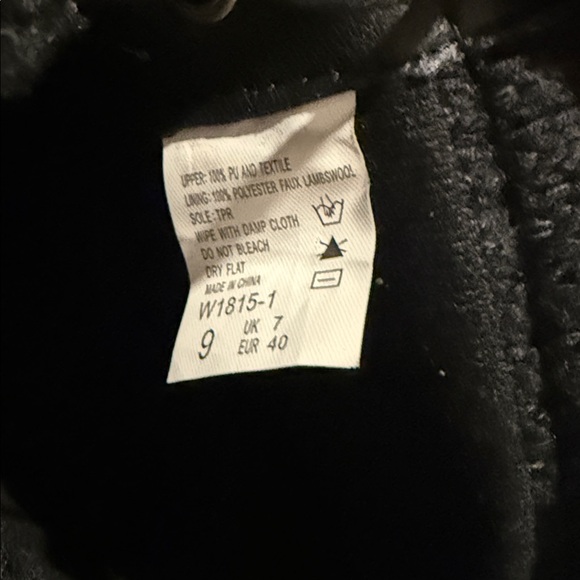 UPPER: 100% PU AND TEXTILE
LINING: 100% POLYESTER FAUX LAMBSWOOL
SOLE: TPR
WIPE WITH DAMP CLOTH
DO NOT BLEACH
DRY FLAT
MADE IN CHINA
W1815-1
9 UK 7
EUR 40